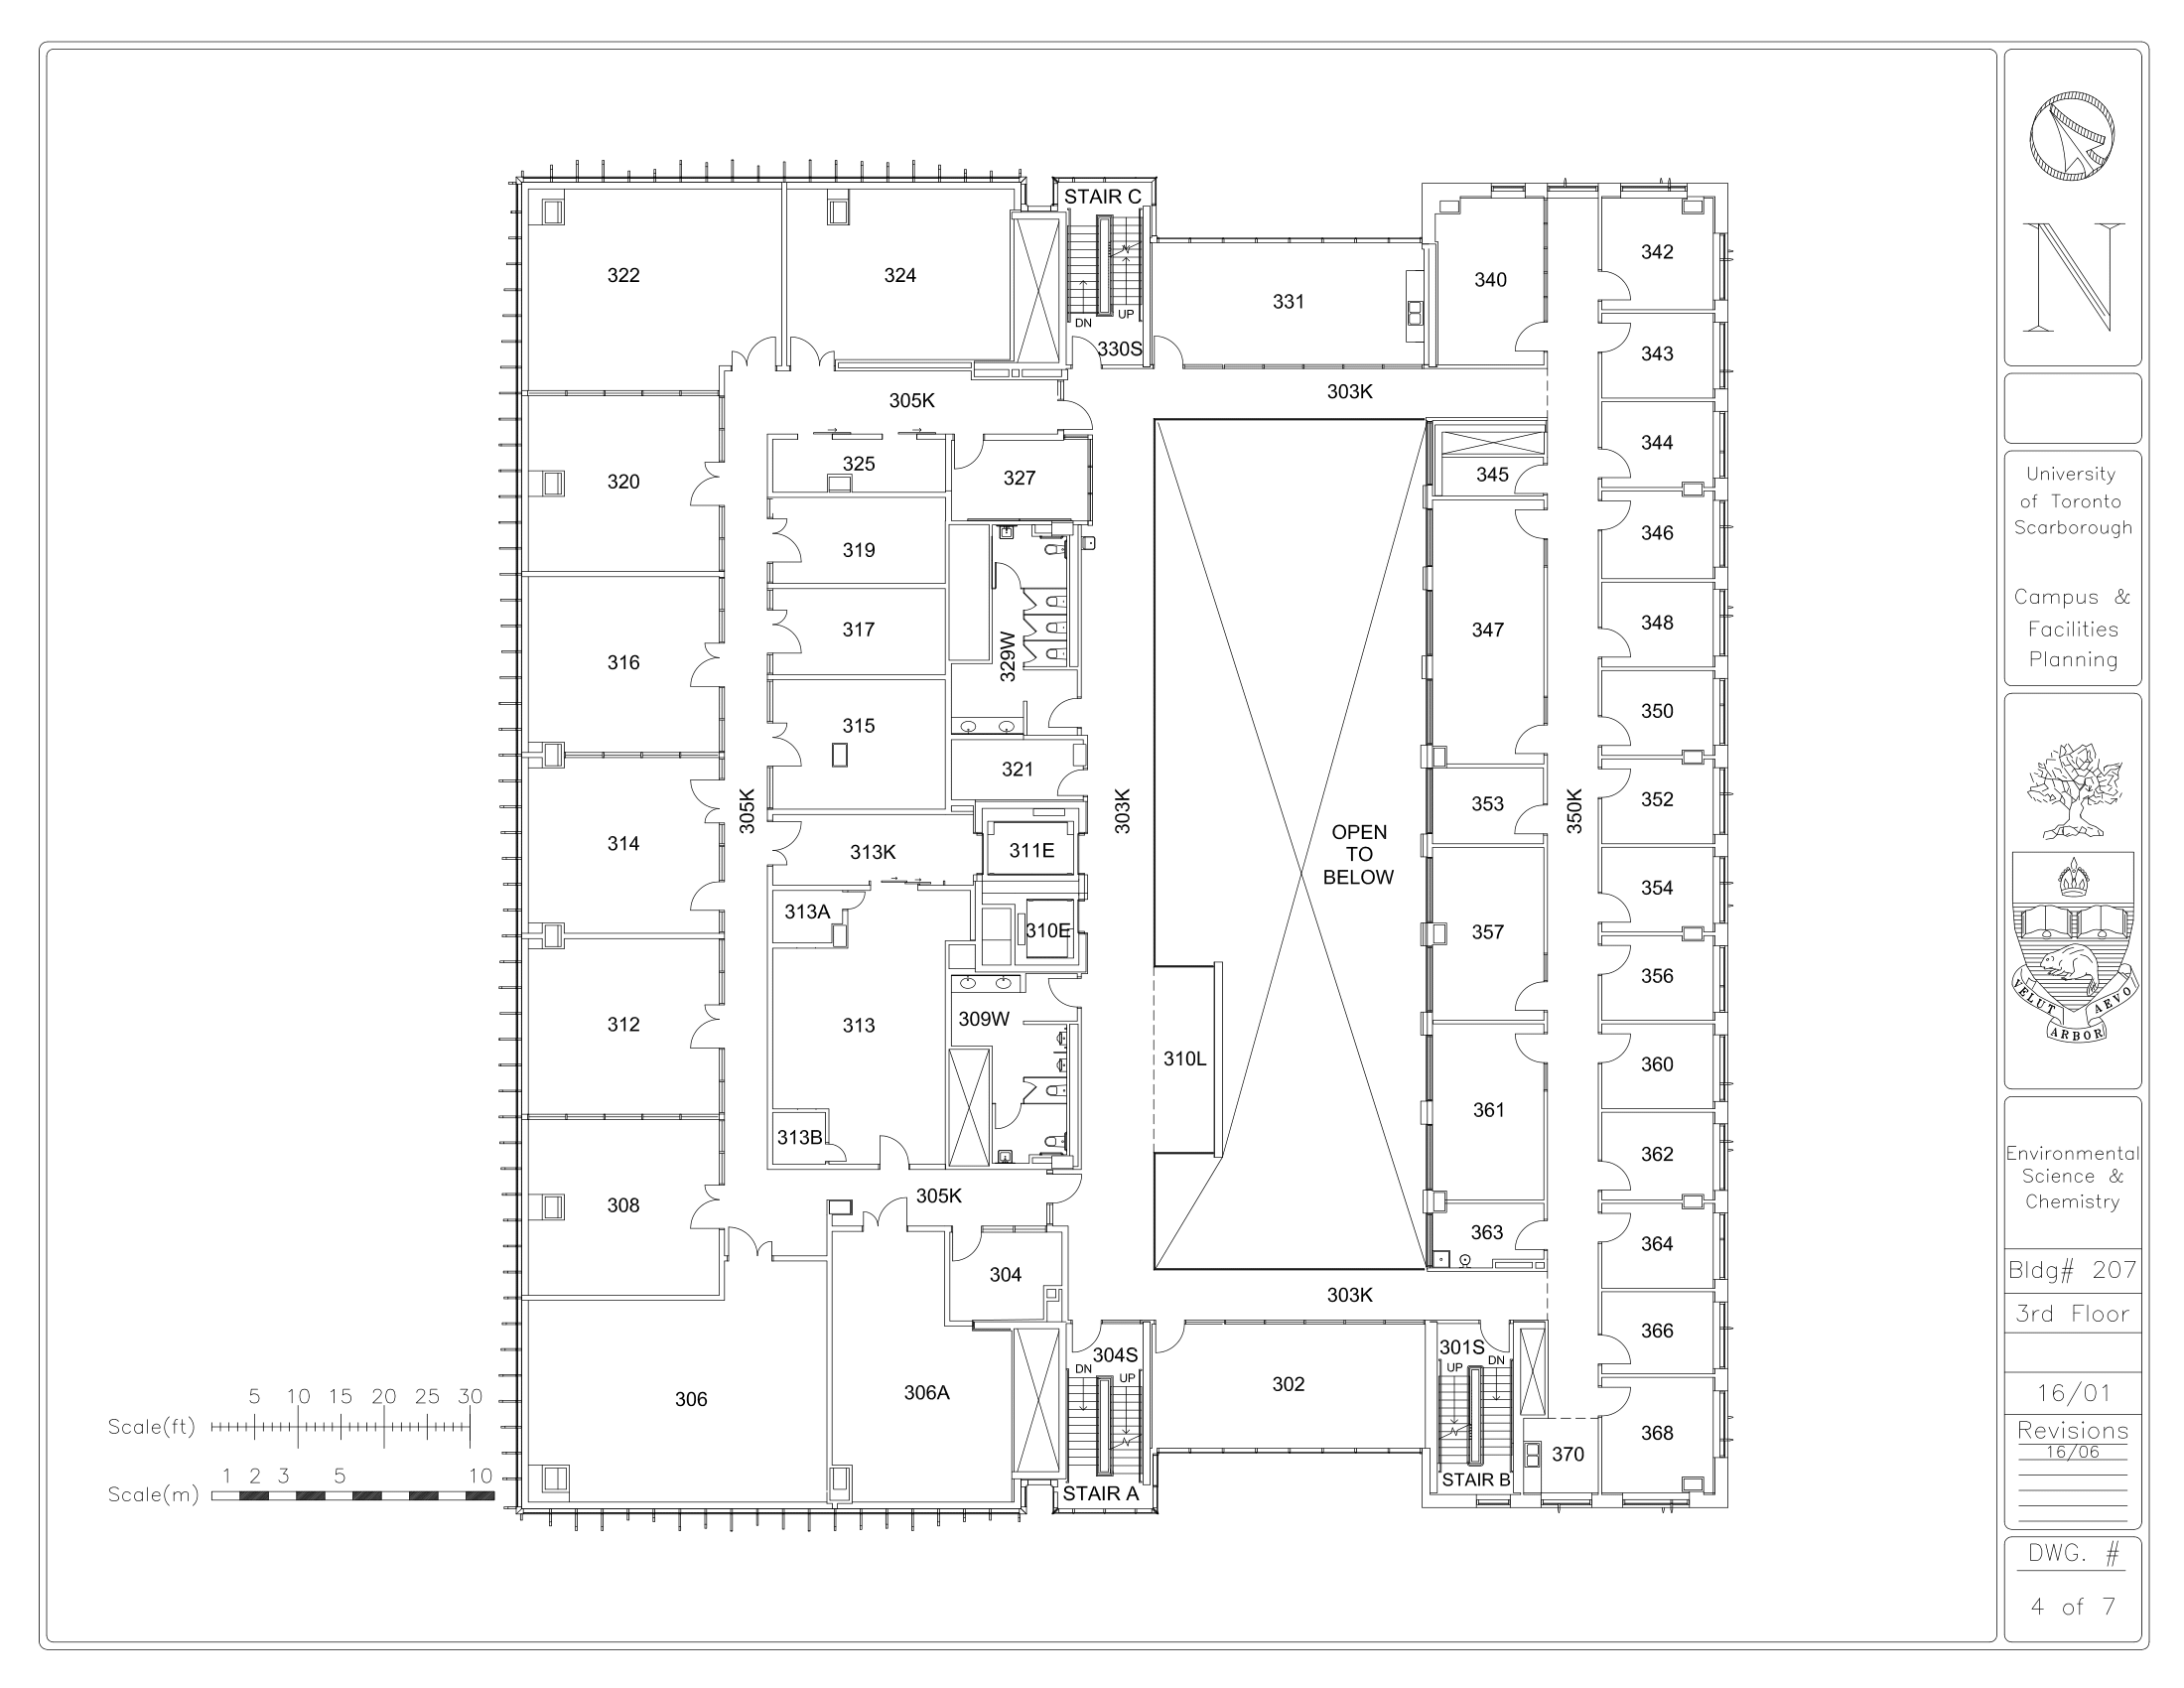 STAIR C
322
324
331
340
342
DN
UP
330S
343
305K
303K
344
325
327
345
320
319
346
317
347
348
329W
316
315
350
321
353
352
305K
303K
350K
314
313K
311E
OPEN
TO
BELOW
354
313A
310E
357
356
312
313
309W
310L
360
361
313B
362
308
305K
363
364
304
303K
366
304S
301S
DN
UP
UP
DN
306
306A
302
368
370
STAIR A
STAIR B
5 10 15 20 25 30
Scale(ft)
1 2 3 5 10
Scale(m)
N
University
of Toronto
Scarborough
Campus &
Facilities
Planning
VELUT ARBOR AEVO
Environmental
Science &
Chemistry
Bldg# 207
3rd Floor
16/01
Revisions
16/06
DWG. #
4 of 7